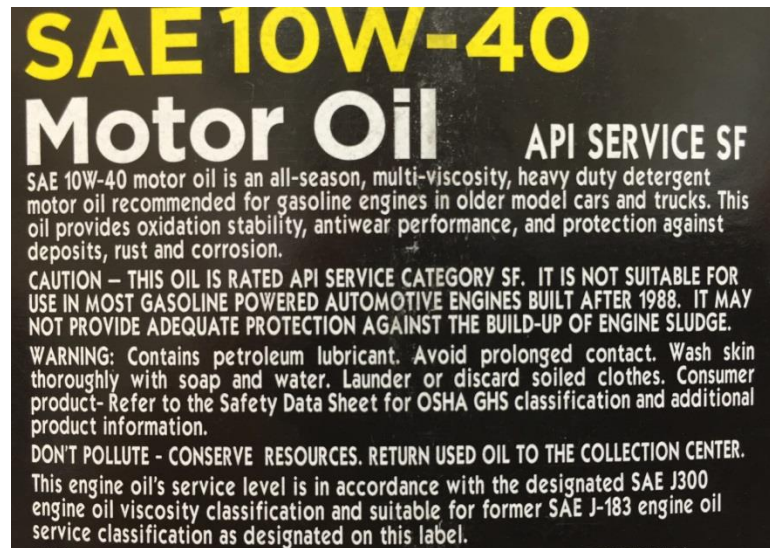 SAE 10W-40
Motor Oil API SERVICE SF
SAE 10W-40 motor oil is an all-season, multi-viscosity, heavy duty detergent
motor oil recommended for gasoline engines in older model cars and trucks. This
oil provides oxidation stability, antiwear performance, and protection against
deposits, rust and corrosion.
CAUTION – THIS OIL IS RATED API SERVICE CATEGORY SF. IT IS NOT SUITABLE FOR
USE IN MOST GASOLINE POWERED AUTOMOTIVE ENGINES BUILT AFTER 1988. IT MAY
NOT PROVIDE ADEQUATE PROTECTION AGAINST THE BUILD-UP OF ENGINE SLUDGE.
WARNING: Contains petroleum lubricant. Avoid prolonged contact. Wash skin
thoroughly with soap and water. Launder or discard soiled clothes. Consumer
product- Refer to the Safety Data Sheet for OSHA GHS classification and additional
product information.
DON'T POLLUTE - CONSERVE RESOURCES. RETURN USED OIL TO THE COLLECTION CENTER.
This engine oil's service level is in accordance with the designated SAE J300
engine oil viscosity classification and suitable for former SAE J-183 engine oil
service classification as designated on this label.